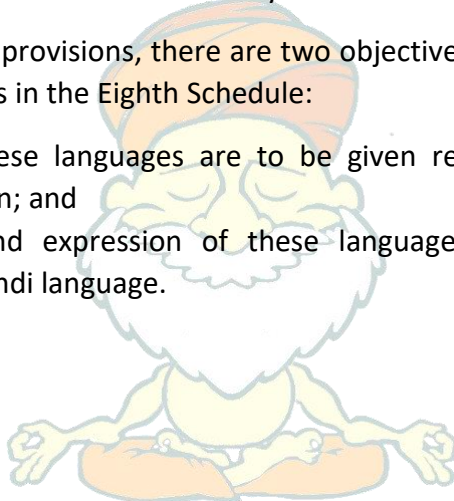 provisions, there are two objective
s in the Eighth Schedule:
ese languages are to be given re
n; and
nd expression of these language
ndi language.